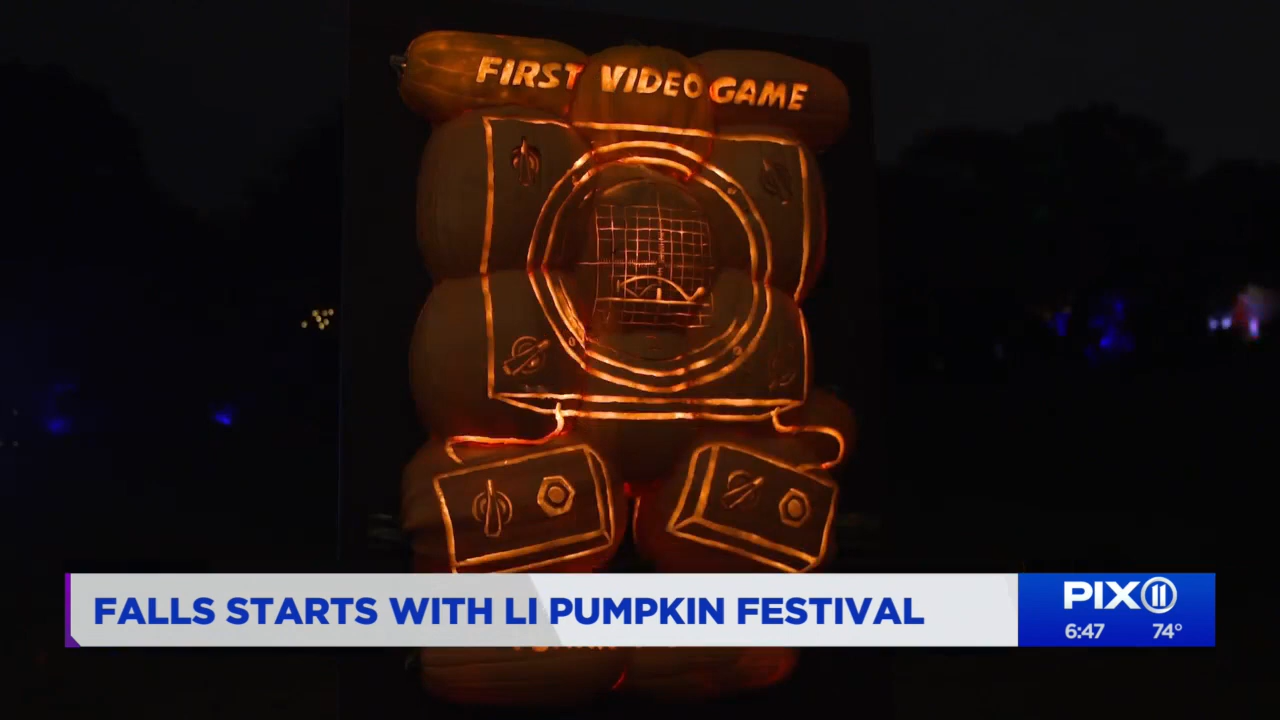 FIRST VIDEO GAME
FALLS STARTS WITH LI PUMPKIN FESTIVAL
PIX11
6:47 74°